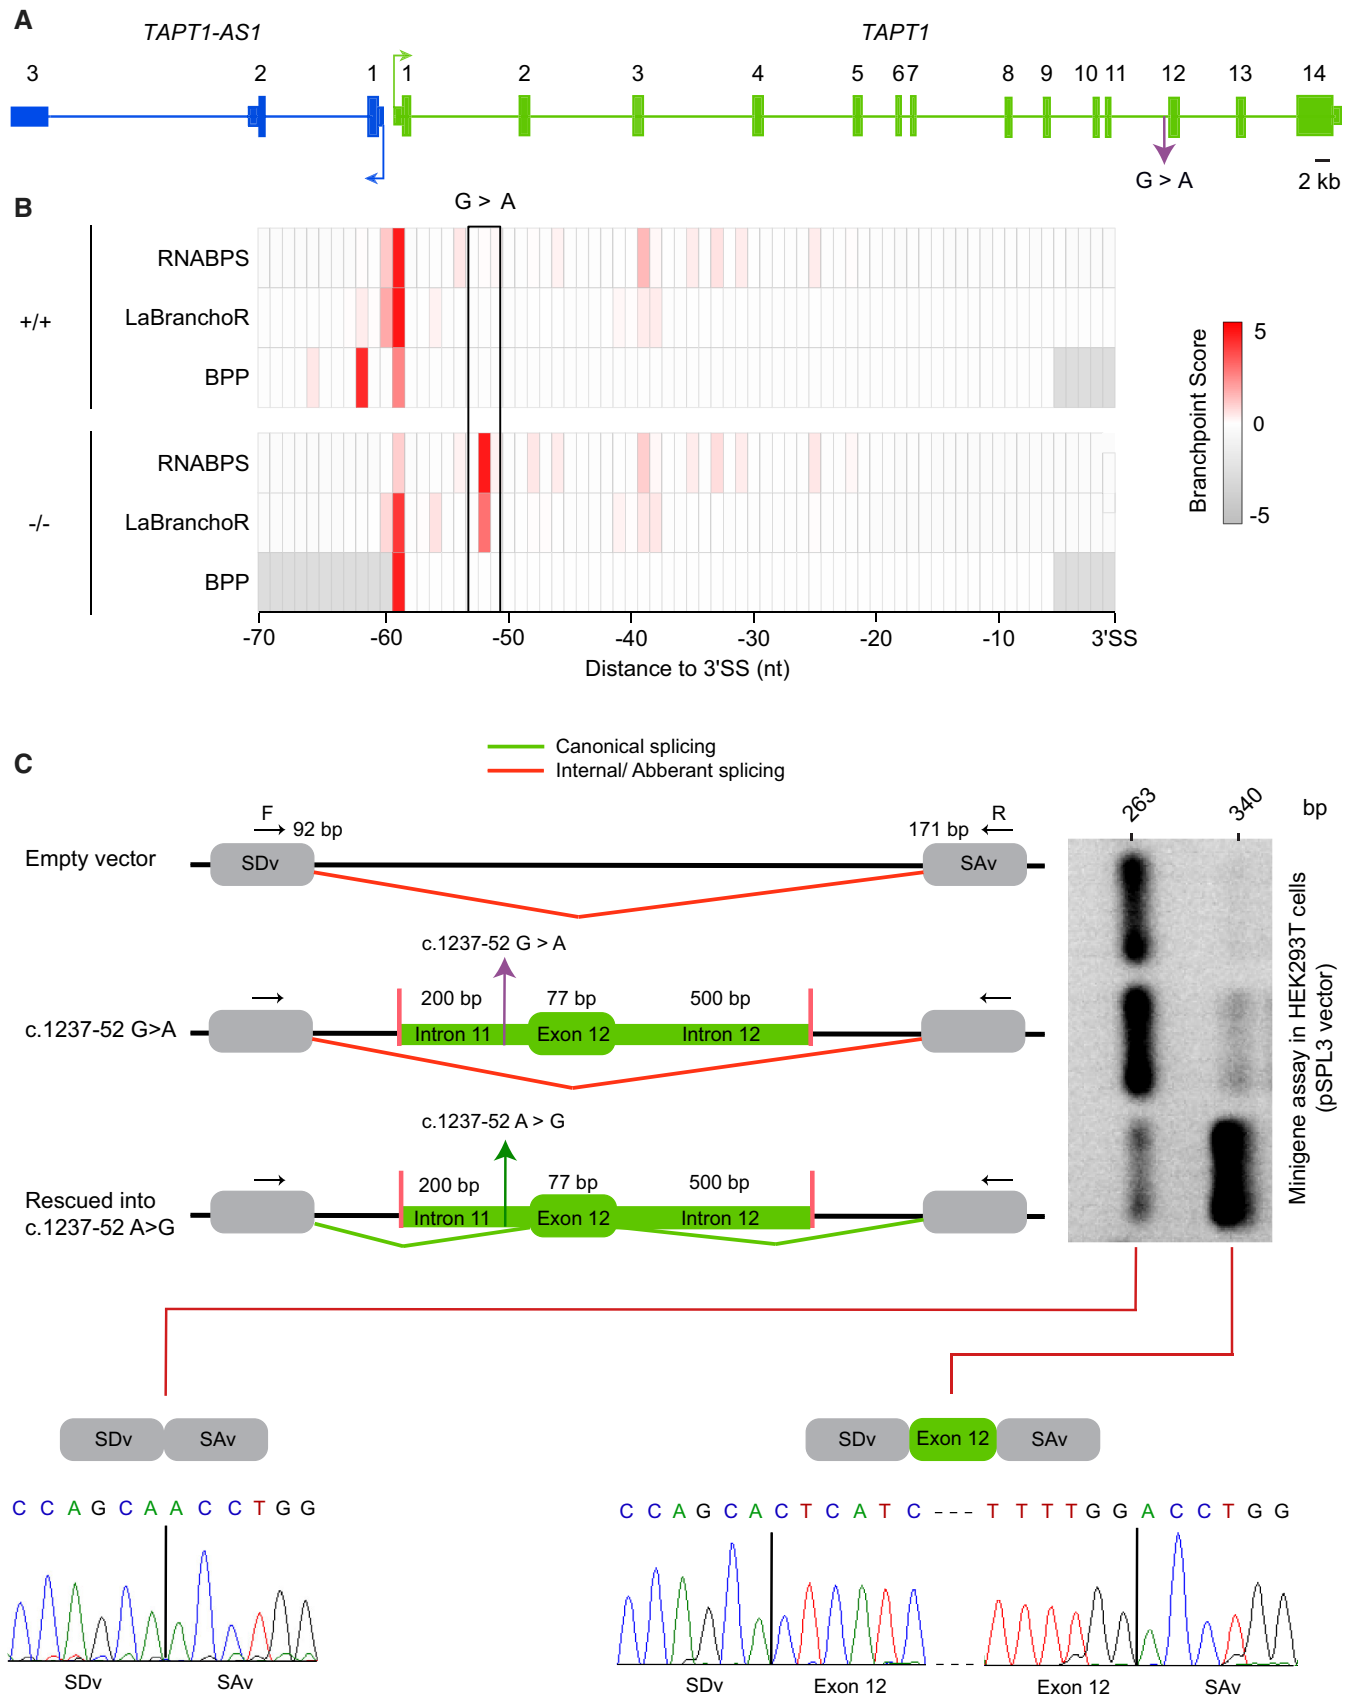 A
TAPT1-AS1
TAPT1
3 2 1 1 2 3 4 5 67 8 9 10 11 12 13 14
G > A
2 kb
B
G > A
+/+
RNABPS
LaBranchoR
BPP
-/-
RNABPS
LaBranchoR
BPP
-70 -60 -50 -40 -30 -20 -10 3'SS
Distance to 3'SS (nt)
Branchpoint Score
5
0
-5
C
Canonical splicing
Internal/ Abberant splicing
263 340 bp
F
92 bp
171 bp
R
Empty vector
SDv
SAv
c.1237-52 G > A
200 bp 77 bp 500 bp
c.1237-52 G>A
Intron 11 Exon 12 Intron 12
c.1237-52 A > G
200 bp 77 bp 500 bp
Rescued into
c.1237-52 A>G
Intron 11 Exon 12 Intron 12
Minigene assay in HEK293T cells
(pSPL3 vector)
SDv SAv
SDv Exon 12 SAv
C C A G C A A C C T G G
C C A G C A C T C A T C - - - - T T T T G G A C C T G G
SDv SAv
SDv Exon 12 Exon 12 SAv